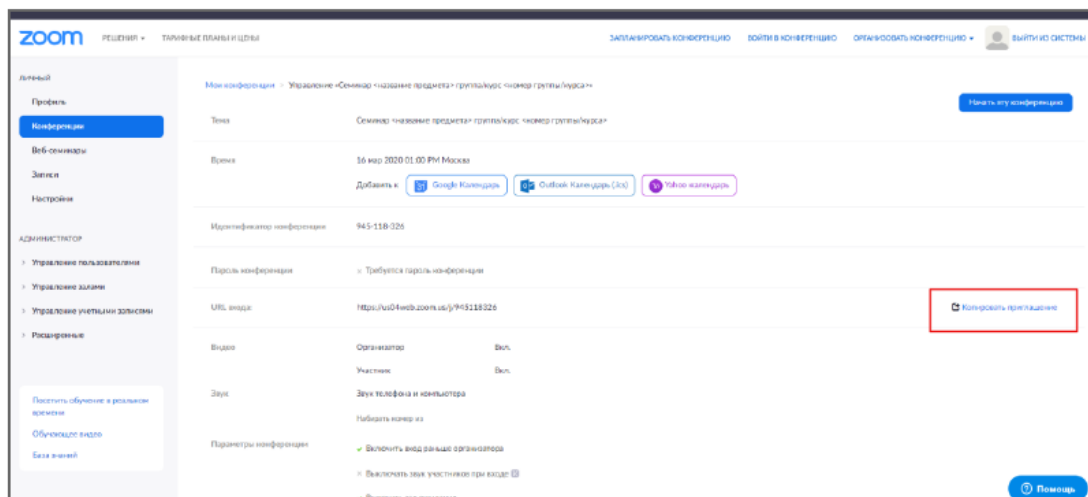 zoom РЕШЕНИЯ ТАРИФНЫЕ ПЛАНЫ И ЦЕНЫ ЗАПЛАНИРОВАТЬ КОНФЕРЕНЦИЮ ВОЙТИ В КОНФЕРЕНЦИЮ ОРГАНИЗОВАТЬ КОНФЕРЕНЦИЮ ВЫЙТИ ИЗ СИСТЕМЫ
ЛИЧНЫЙ
Профиль
Конференции
Веб-семинары
Записи
Настройки
АДМИНИСТРАТОР
Управление пользователями
Управление залами
Управление учетными записями
Расширенные
Посетить обучение в реальном
времени
Обучающее видео
База знаний
Мои конференции > Управление «Семинар <название предмета> группа/курс <номер группы/курса>»
Начать эту конференцию
Тема Семинар <название предмета> группа/курс <номер группы/курса>
Время 16 мар 2020 01:00 PM Москва
Добавить к Google Календарь Outlook Календарь (.ics) Yahoo календарь
Идентификатор конференции 945-118-326
Пароль конференции × Требуется пароль конференции
URL входа: https://us04web.zoom.us/j/945118326 Копировать приглашение
Видео Организатор Вкл.
Участник Вкл.
Звук Звук телефона и компьютера
Набирать номер из
Параметры конференции ✓ Включить вход раньше организатора
× Выключать звук участников при входе
Помощь